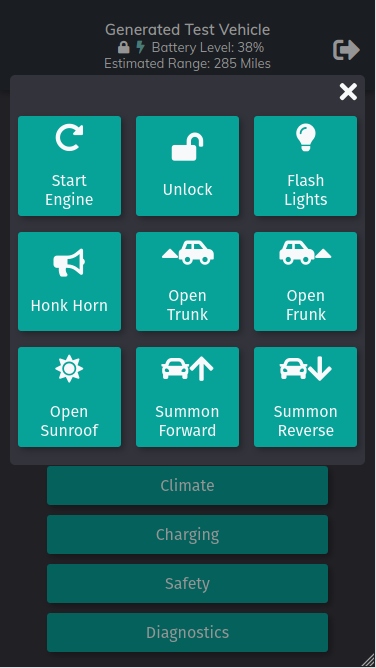 Generated Test Vehicle
Battery Level: 38%
Estimated Range: 285 Miles
Start
Engine
Unlock
Flash
Lights
Honk Horn
Open
Trunk
Open
Frunk
Open
Sunroof
Summon
Forward
Summon
Reverse
Climate
Charging
Safety
Diagnostics